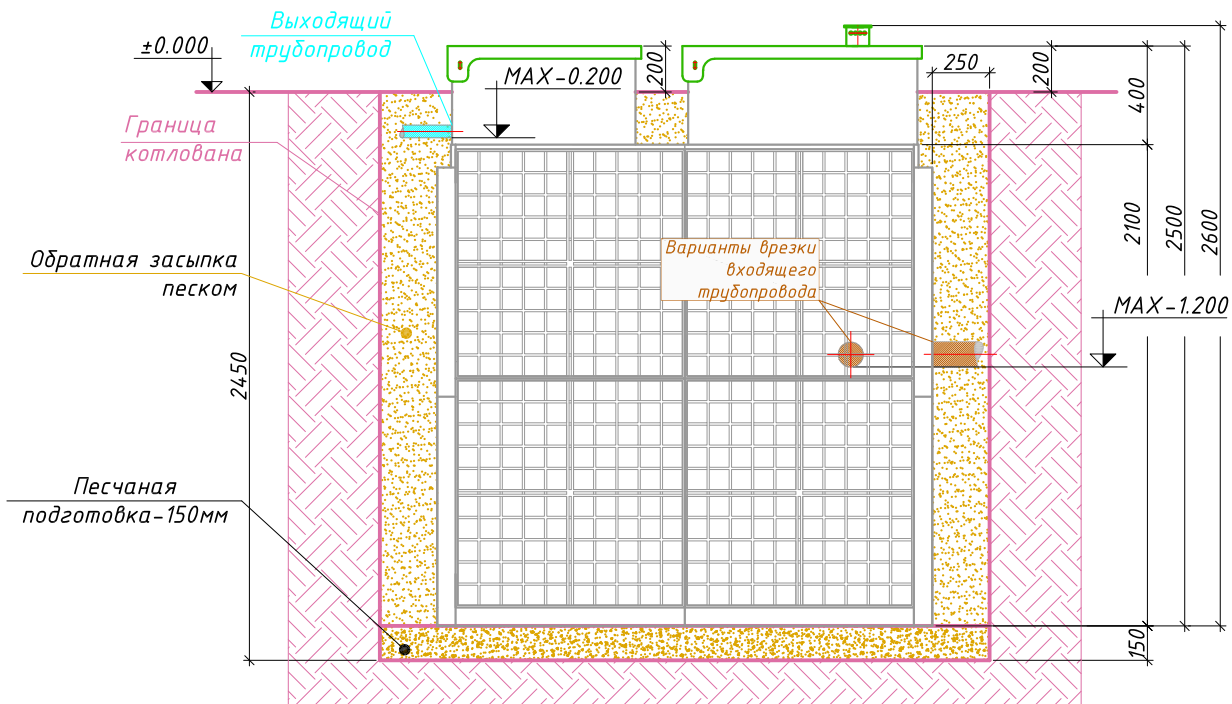 Выходящий
трубопровод
±0.000
MAX-0.200
200
250
200
400
Граница
котлована
2100
2500
2600
Варианты врезки
входящего
трубопровода
Обратная засыпка
песком
MAX-1.200
2450
Песчаная
подготовка-150мм
150